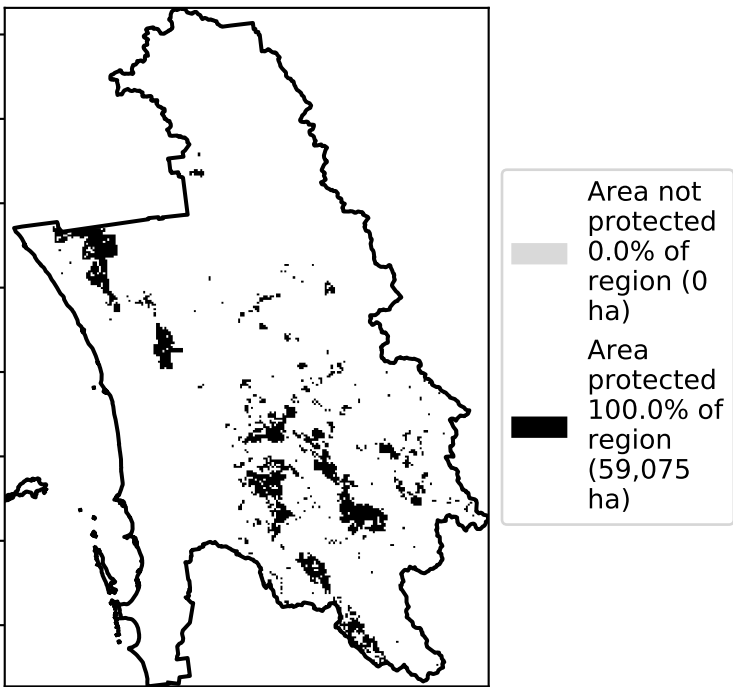 Area not
protected
0.0% of
region (0
ha)
Area
protected
100.0% of
region
(59,075
ha)